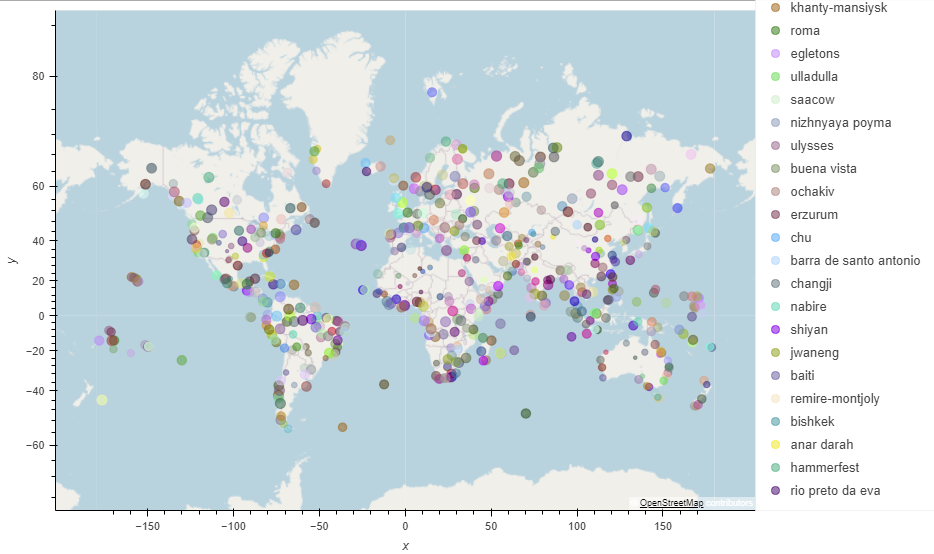 khanty-mansiysk
roma
egletons
ulladulla
saacow
nizhnyaya poyma
ulysses
buena vista
ochakiv
erzurum
chu
barra de santo antonio
changji
nabire
shiyan
jwaneng
baiti
remire-montjoly
bishkek
anar darah
hammerfest
rio preto da eva
80
60
40
20
0
−20
−40
−60
y
OpenStreetMap contributors
−150
−100
−50
0
50
100
150
x